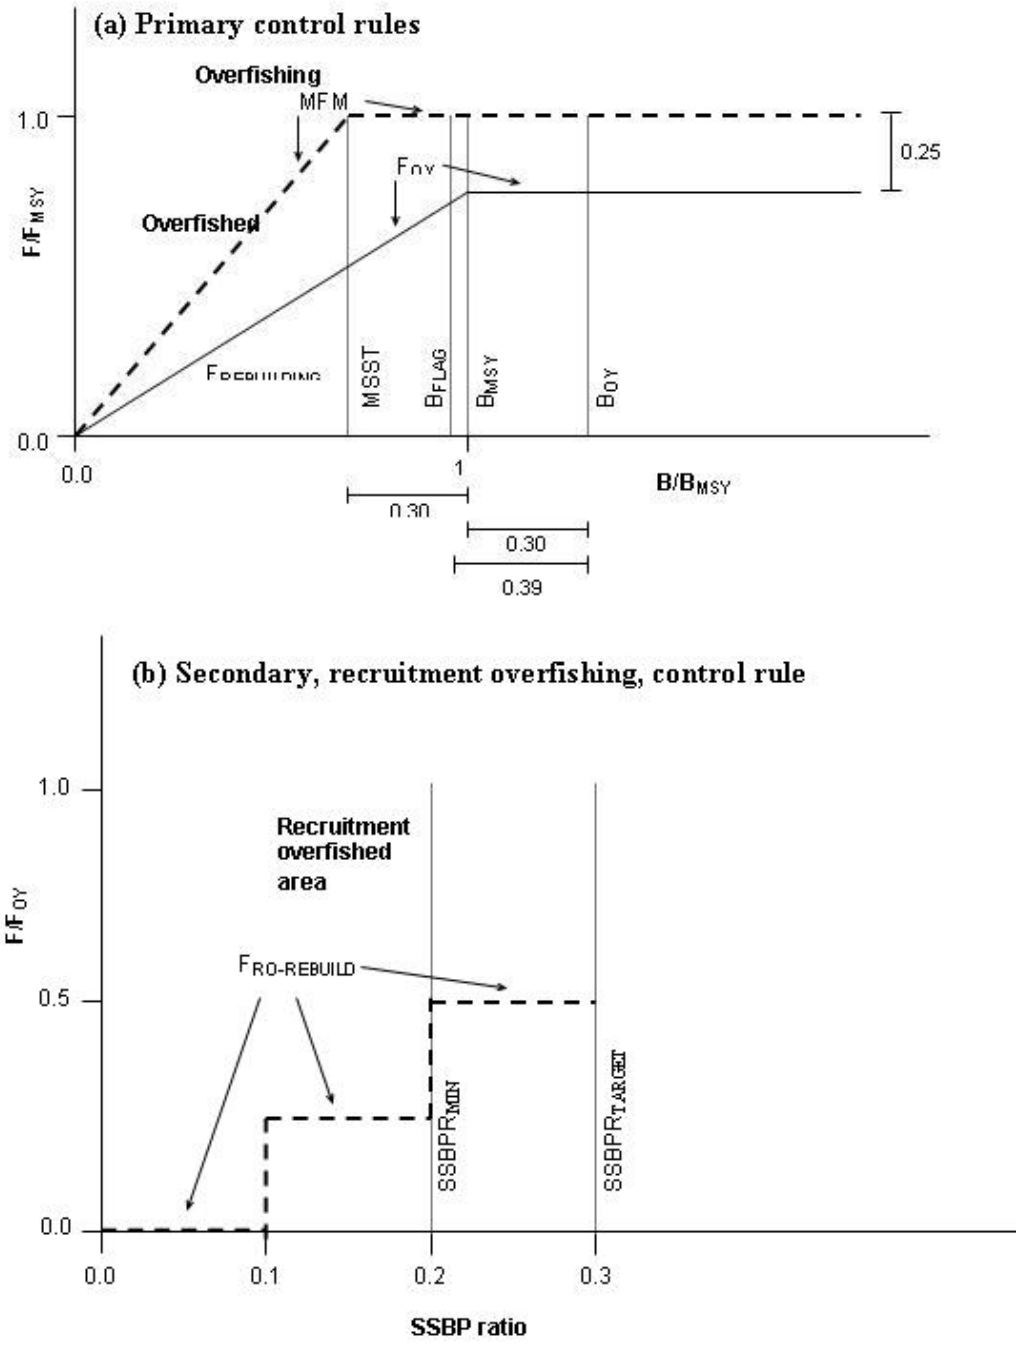 (a) Primary control rules
Overfishing
MFM
1.0
0.25
F
F/FMSY
Overfished
MSST
BFLAG
BMSY
BOY
0.0
0.0
1
B/BMSY
0.30
0.30
0.39
(b) Secondary, recruitment overfishing, control rule
1.0
Recruitment
overfished
area
F/FOY
FRO-REBUILD
0.5
SSBPRMIN
SSBPRTARGET
0.0
0.0
0.1
0.2
0.3
SSBP ratio